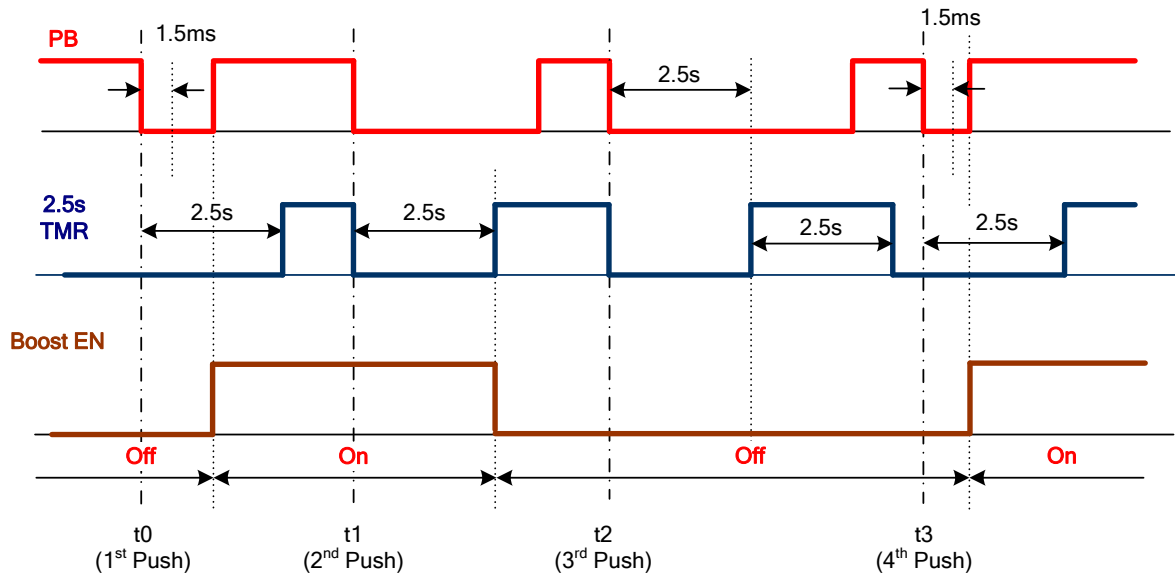 1.5ms
1.5ms
PB
2.5s
2.5s
TMR
2.5s
2.5s
2.5s
2.5s
Boost EN
Off
On
Off
On
t0
(1st Push)
t1
(2nd Push)
t2
(3rd Push)
t3
(4th Push)